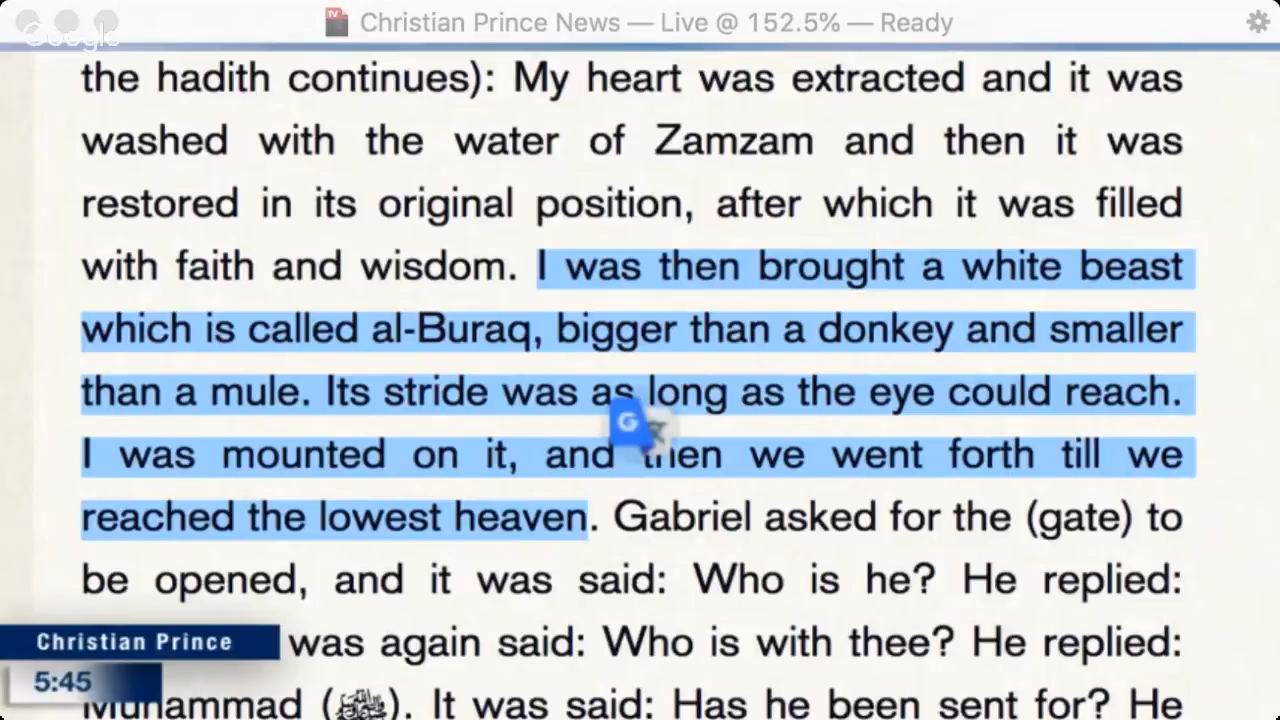 Christian Prince News — Live @ 152.5% — Ready
Google
the hadith continues): My heart was extracted and it was
washed with the water of Zamzam and then it was
restored in its original position, after which it was filled
with faith and wisdom. I was then brought a white beast
which is called al-Buraq, bigger than a donkey and smaller
than a mule. Its stride was as long as the eye could reach.
I was mounted on it, and then we went forth till we
reached the lowest heaven. Gabriel asked for the (gate) to
be opened, and it was said: Who is he? He replied:
was again said: Who is with thee? He replied:
Muhammad (ﷺ). It was said: Has he been sent for? He
Christian Prince
5:45